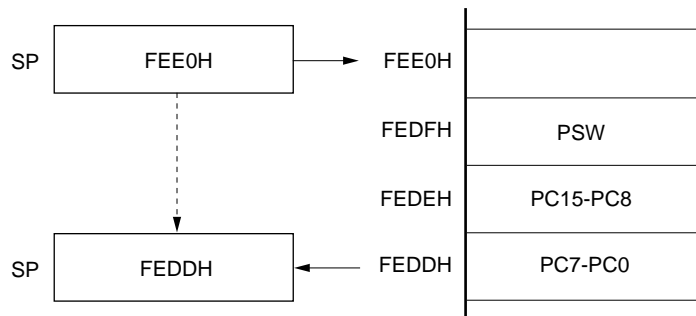 SP FEE0H FEE0H
FEDFH PSW
FEDEH PC15-PC8
SP FEDDH FEDDH PC7-PC0